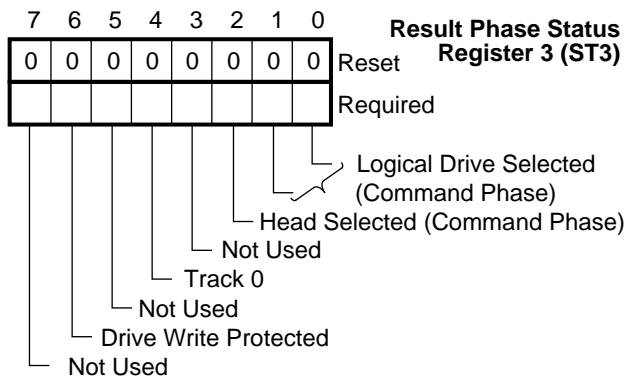 7 6 5 4 3 2 1 0
Result Phase Status
Register 3 (ST3)
0 0 0 0 0 0 0 0 Reset
Required
Logical Drive Selected
(Command Phase)
Head Selected (Command Phase)
Not Used
Track 0
Not Used
Drive Write Protected
Not Used